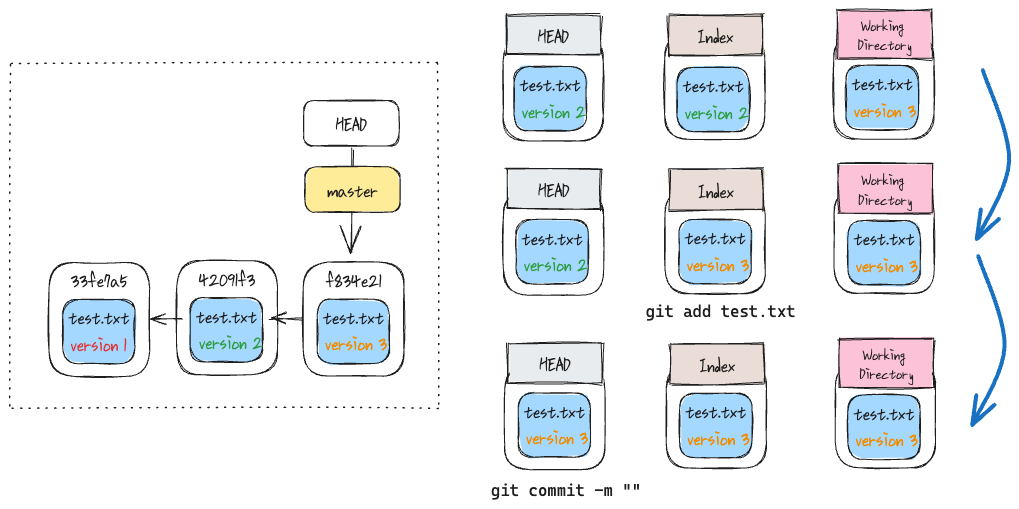 HEAD
master
33fe7a5
test.txt
version 1
42091f3
test.txt
version 2
f834e21
test.txt
version 3
HEAD
test.txt
version 2
Index
test.txt
version 2
Working
Directory
test.txt
version 3
HEAD
test.txt
version 2
Index
test.txt
version 3
Working
Directory
test.txt
version 3
git add test.txt
HEAD
test.txt
version 3
Index
test.txt
version 3
Working
Directory
test.txt
version 3
git commit -m ""